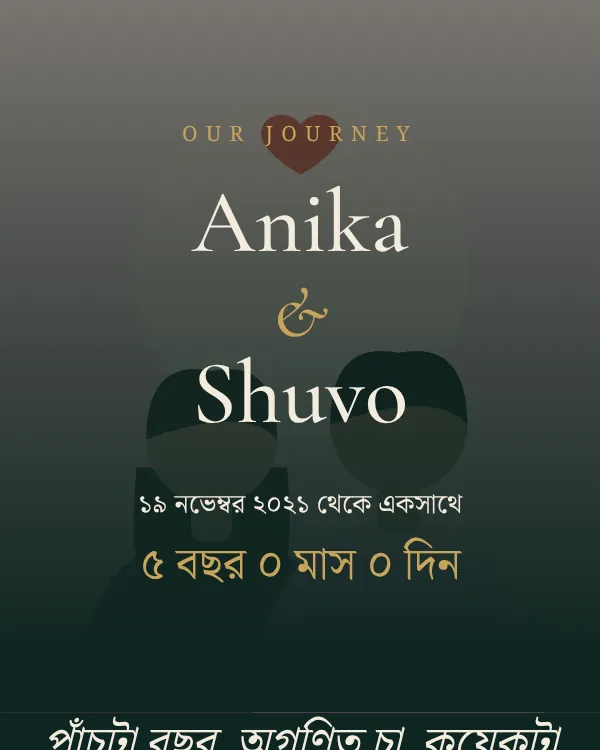 OUR JOURNEY
Anika
&
Shuvo
১৯ নভেম্বর ২০২১ থেকে একসাথে
৫ বছর ০ মাস ০ দিন
পাঁচটা বছর, অগণিত চা, কয়েকটা